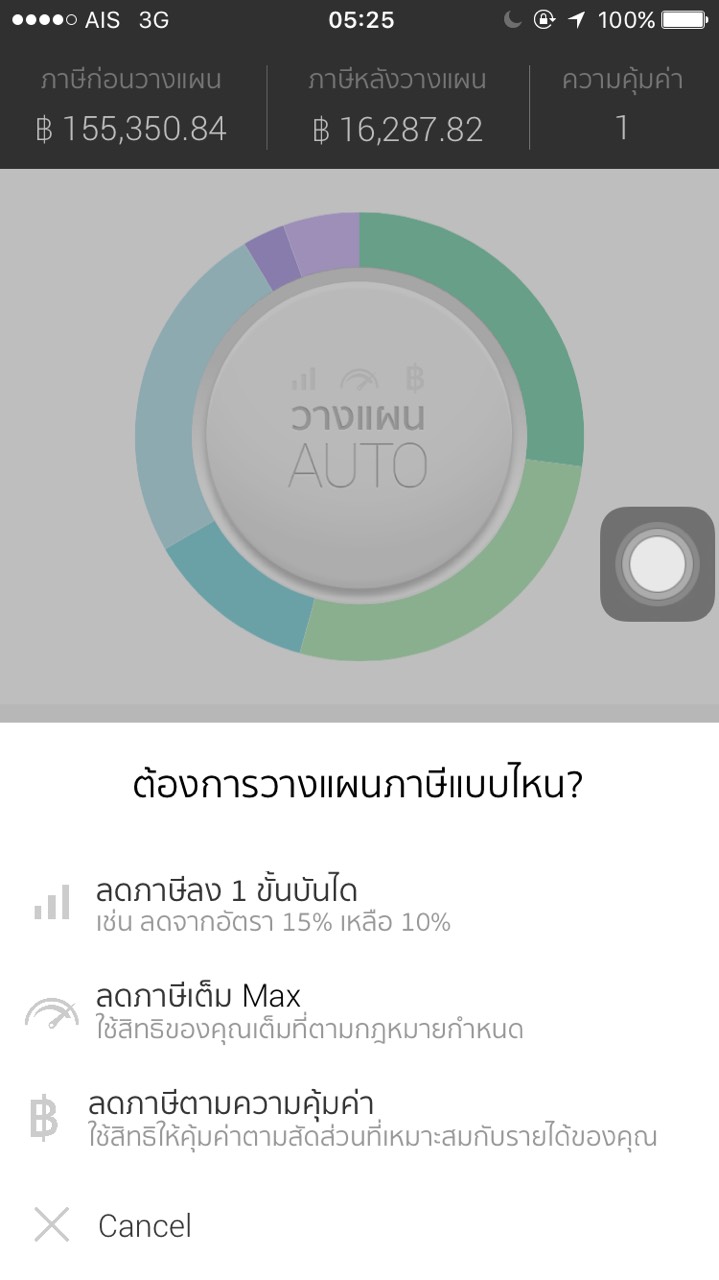 AIS 3G 05:25 100%
ภาษีก่อนวางแผน ภาษีหลังวางแผน ความคุ้มค่า
฿ 155,350.84 ฿ 16,287.82 1
฿
วางแผน
AUTO
ต้องการวางแผนภาษีแบบไหน?
ลดภาษีลง 1 ขั้นบันได
เช่น ลดจากอัตรา 15% เหลือ 10%
ลดภาษีเต็ม Max
ใช้สิทธิของคุณเต็มที่ตามกฎหมายกำหนด
฿ ลดภาษีตามความคุ้มค่า
ใช้สิทธิให้คุ้มค่าตามสัดส่วนที่เหมาะสมกับรายได้ของคุณ
Cancel